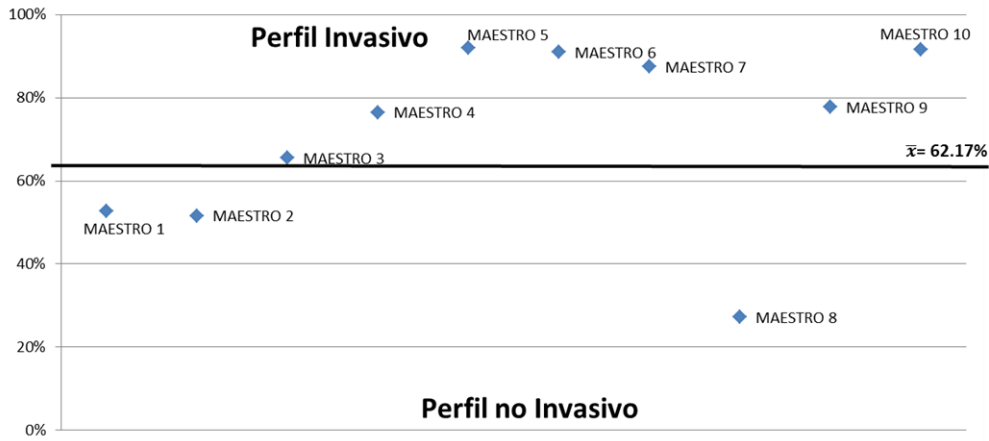 100%
Perfil Invasivo
MAESTRO 5
MAESTRO 10
MAESTRO 6
MAESTRO 7
80%
MAESTRO 4
MAESTRO 9
MAESTRO 3
x̅= 62.17%
60%
MAESTRO 1
MAESTRO 2
40%
MAESTRO 8
20%
Perfil no Invasivo
0%